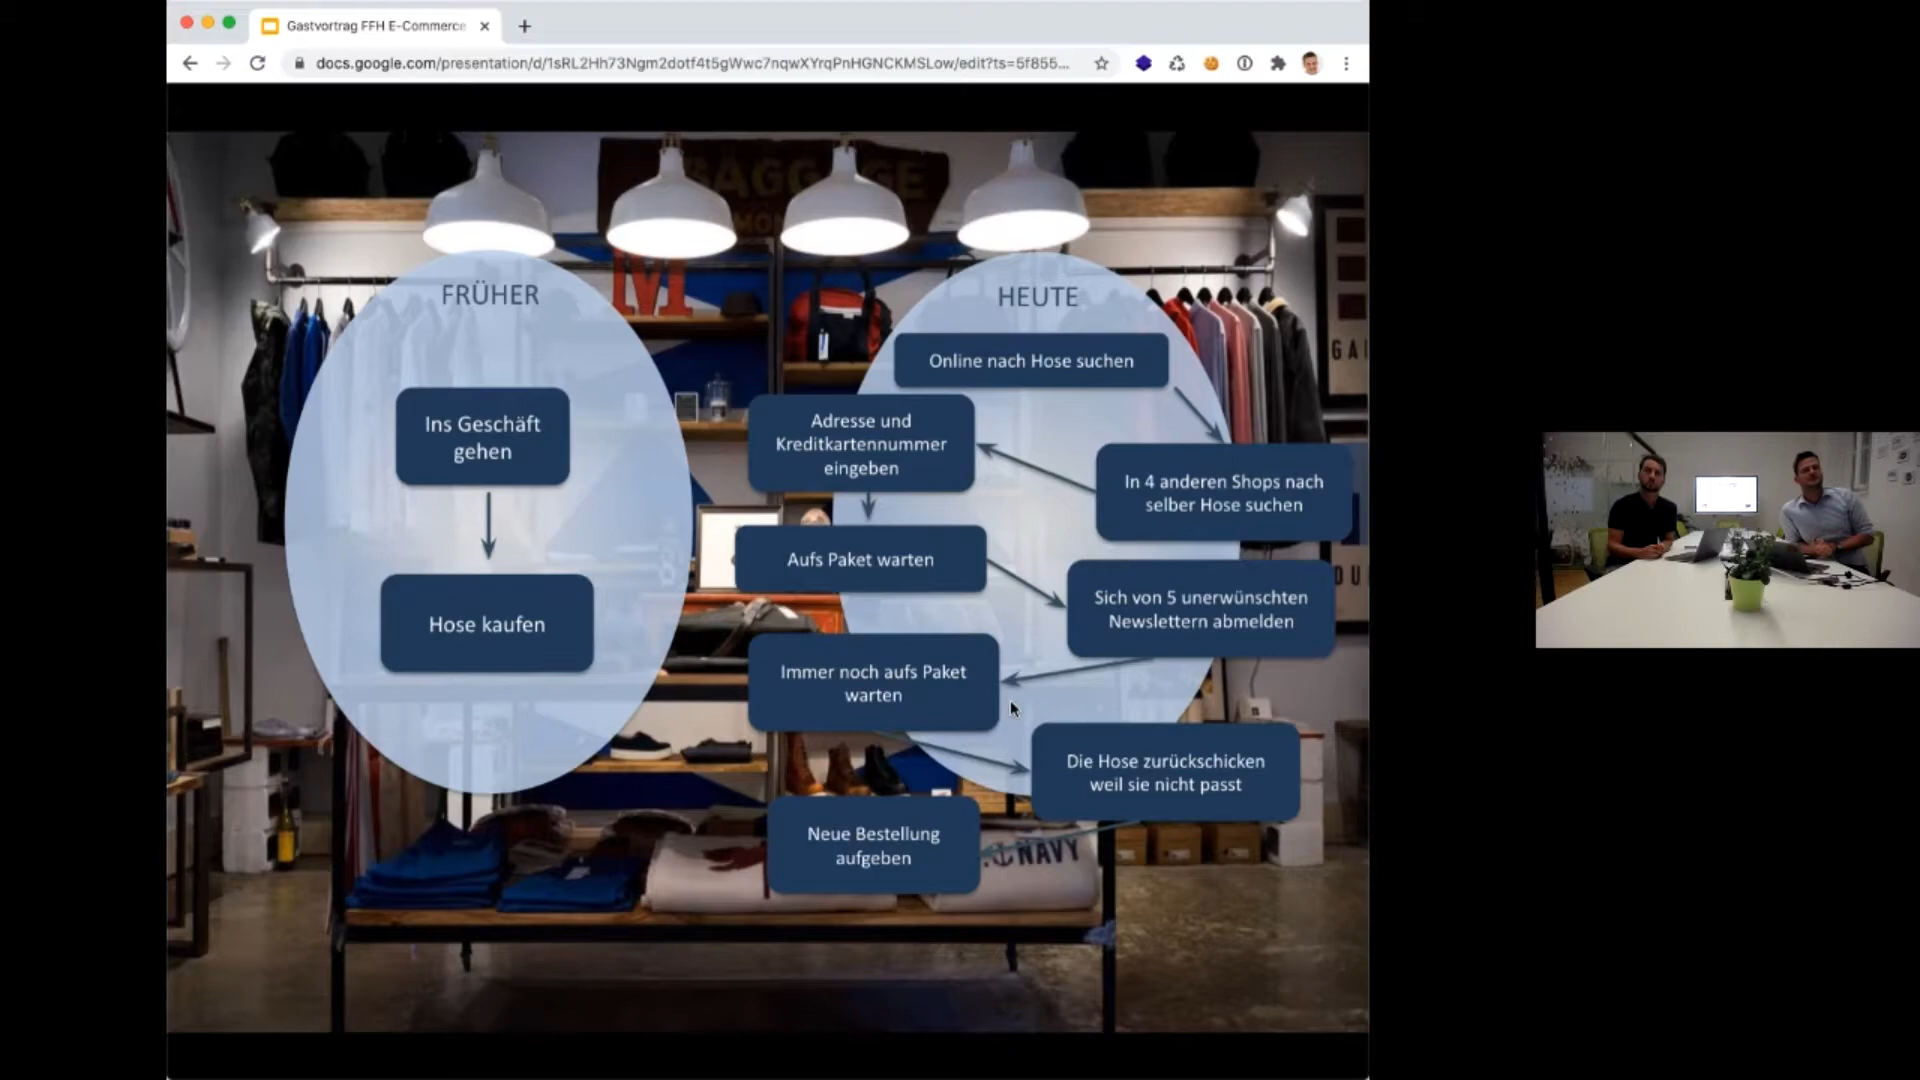 Gastvortrag FFH E-Commerce
docs.google.com/presentation/d/1sRL2Hh73Ngm2dotf4t5gWwc7nqwXYrqPnHGNCKMSLow/edit?ts=5f855...
BAGGAGE
M
FRÜHER
Ins Geschäft
gehen
Hose kaufen
HEUTE
Online nach Hose suchen
In 4 anderen Shops nach
selber Hose suchen
Adresse und
Kreditkartennummer
eingeben
Aufs Paket warten
Sich von 5 unerwünschten
Newslettern abmelden
Immer noch aufs Paket
warten
Die Hose zurückschicken
weil sie nicht passt
Neue Bestellung
aufgeben
NAVY